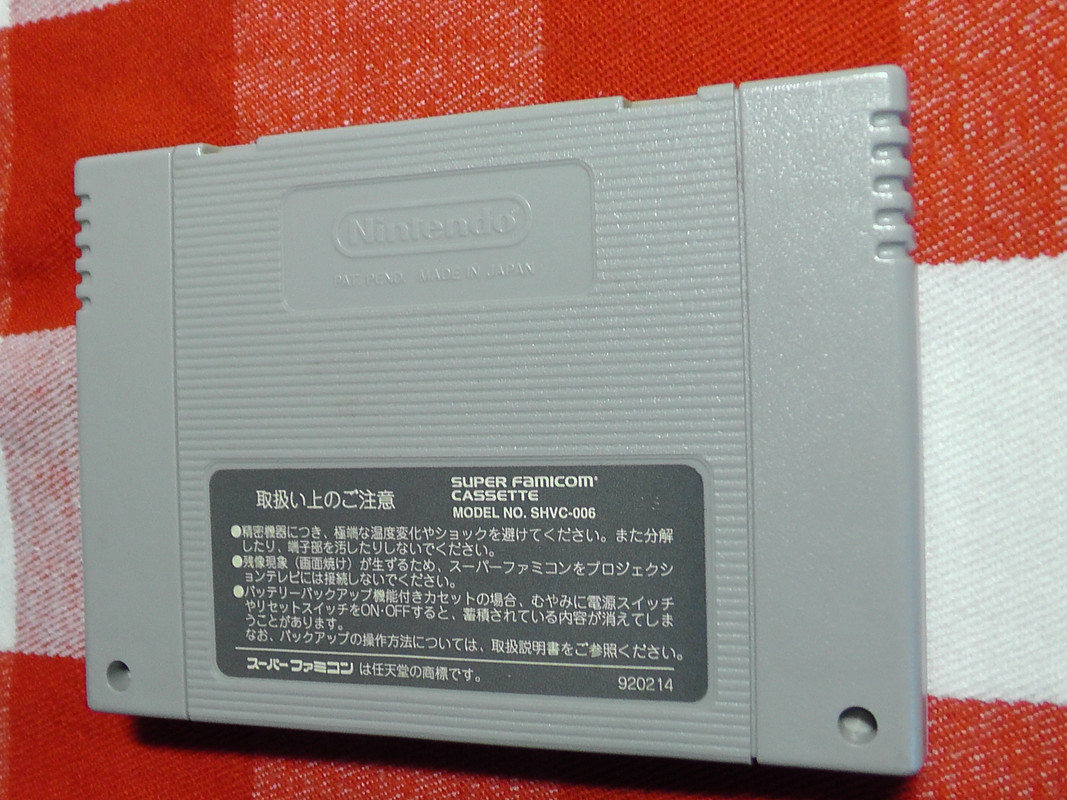 Nintendo®
PAT. PEND. MADE IN JAPAN
取扱い上のご注意
SUPER FAMICOM®
CASSETTE
MODEL NO. SHVC-006
●精密機器につき、極端な温度変化やショックを避けてください。また分解
したり、端子部を汚したりしないでください。
●残像現象（画面焼け）が生ずるため、スーパーファミコンをプロジェクシ
ョンテレビには接続しないでください。
●バッテリーバックアップ機能付きカセットの場合、むやみに電源スイッチ
やリセットスイッチをON・OFFすると、蓄積されている内容が消えてしま
うことがあります。
なお、バックアップの操作方法については、取扱説明書をご参照ください。
スーパーファミコン は任天堂の商標です。
920214